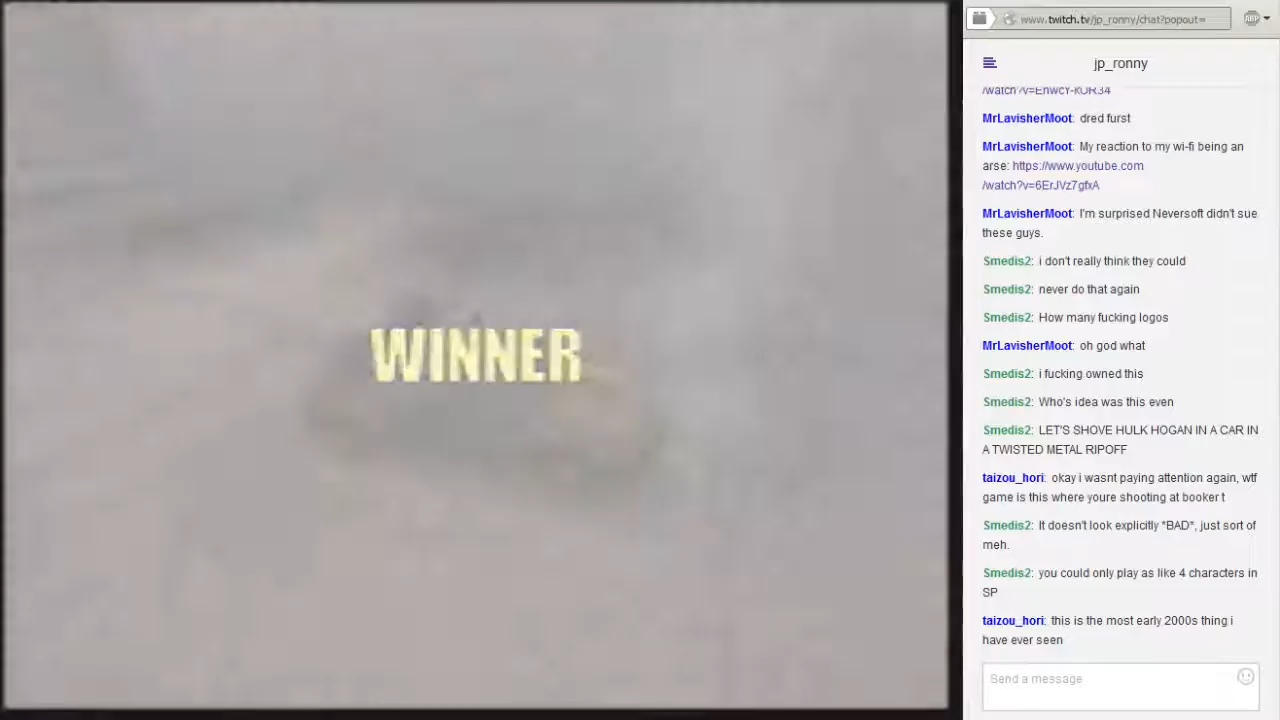 www.twitch.tv/jp_ronny/chat?popout=
ABP
jp_ronny
MrLavisherMoot: dred furst
MrLavisherMoot: My reaction to my wi-fi being an
arse: https://www.youtube.com
/watch?v=6ErJVz7gfxA
MrLavisherMoot: I'm surprised Neversoft didn't sue
these guys.
Smedis2: i don't really think they could
Smedis2: never do that again
Smedis2: How many fucking logos
WINNER
MrLavisherMoot: oh god what
Smedis2: i fucking owned this
Smedis2: Who's idea was this even
Smedis2: LET'S SHOVE HULK HOGAN IN A CAR IN
A TWISTED METAL RIPOFF
taizou_hori: okay i wasnt paying attention again, wtf
game is this where youre shooting at booker t
Smedis2: It doesn't look explicitly *BAD*, just sort of
meh.
Smedis2: you could only play as like 4 characters in
SP
taizou_hori: this is the most early 2000s thing i
have ever seen
Send a message